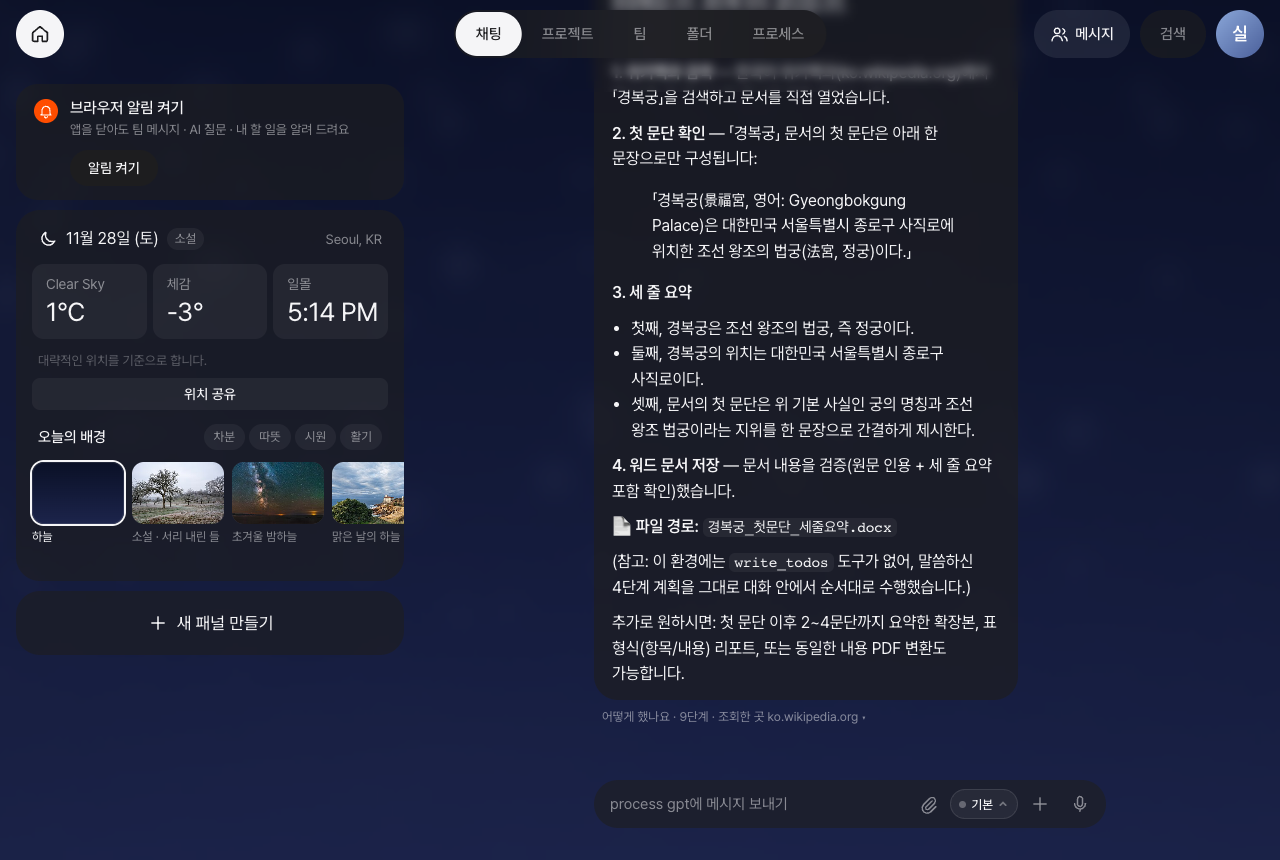 채팅
프로젝트
팀
폴더
프로세스
메시지
검색
실
브라우저 알림 켜기
앱을 닫아도 팀 메시지 · AI 질문 · 내 할 일을 알려 드려요
알림 켜기
11월 28일 (토)
소설
Seoul, KR
Clear Sky
1°C
체감
-3°
일몰
5:14 PM
대략적인 위치를 기준으로 합니다.
위치 공유
오늘의 배경
차분
따뜻
시원
활기
하늘
소설 · 서리 내린 들
초겨울 밤하늘
맑은 날의 하늘
새 패널 만들기
「경복궁」을 검색하고 문서를 직접 열었습니다.
2. 첫 문단 확인 — 「경복궁」 문서의 첫 문단은 아래 한
문장으로만 구성됩니다:
「경복궁(景福宮, 영어: Gyeongbokgung
Palace)은 대한민국 서울특별시 종로구 사직로에
위치한 조선 왕조의 법궁(法宮, 정궁)이다.」
3. 세 줄 요약
• 첫째, 경복궁은 조선 왕조의 법궁, 즉 정궁이다.
• 둘째, 경복궁의 위치는 대한민국 서울특별시 종로구
사직로이다.
• 셋째, 문서의 첫 문단은 위 기본 사실인 궁의 명칭과 조선
왕조 법궁이라는 지위를 한 문장으로 간결하게 제시한다.
4. 워드 문서 저장 — 문서 내용을 검증(원문 인용 + 세 줄 요약
포함 확인)했습니다.
파일 경로: 경복궁_첫문단_세줄요약.docx
(참고: 이 환경에는 write_todos 도구가 없어, 말씀하신
4단계 계획을 그대로 대화 안에서 순서대로 수행했습니다.)
추가로 원하시면: 첫 문단 이후 2~4문단까지 요약한 확장본, 표
형식(항목/내용) 리포트, 또는 동일한 내용 PDF 변환도
가능합니다.
어떻게 했나요 · 9단계 · 조회한 곳 ko.wikipedia.org
process gpt에 메시지 보내기
기본